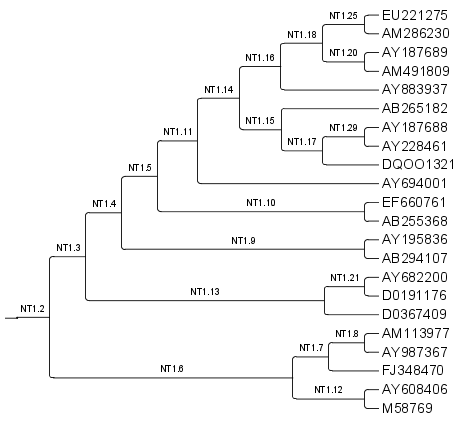 NT1.25 EU221275
NT1.18 AM286230
AY187689
NT1.16 NT1.20
AM491809
NT1.14 AY883937
AB265182
NT1.15 NT1.29 AY187688
NT1.11 NT1.17 AY228461
DQOO1321
NT1.5 AY694001
NT1.10 EF660761
NT1.4 AB255368
NT1.9 AY195836
NT1.3 AB294107
NT1.21 AY682200
NT1.13 D0191176
NT1.2 D0367409
NT1.8 AM113977
NT1.7 AY987367
NT1.6 FJ348470
NT1.12 AY608406
M58769